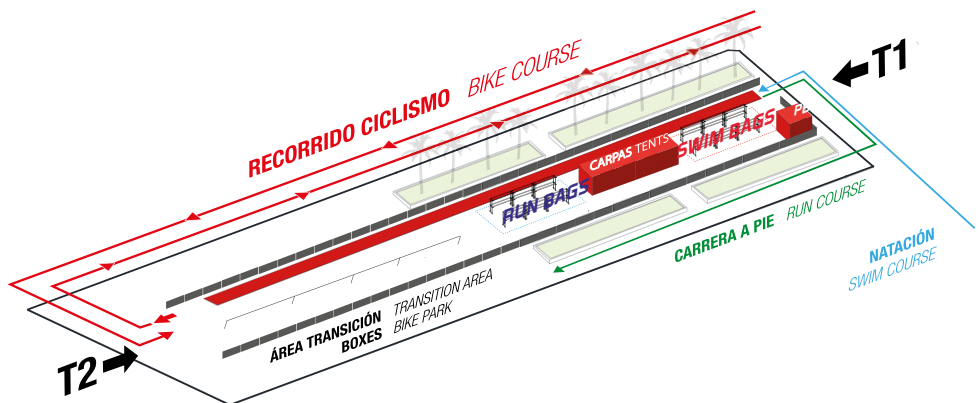 RECORRIDO CICLISMO BIKE COURSE
T1
SWIM BAGS
CARPAS TENTS
RUN BAGS
CARRERA A PIE RUN COURSE
NATACIÓN
SWIM COURSE
ÁREA TRANSICIÓN TRANSITION AREA
BOXES BIKE PARK
T2